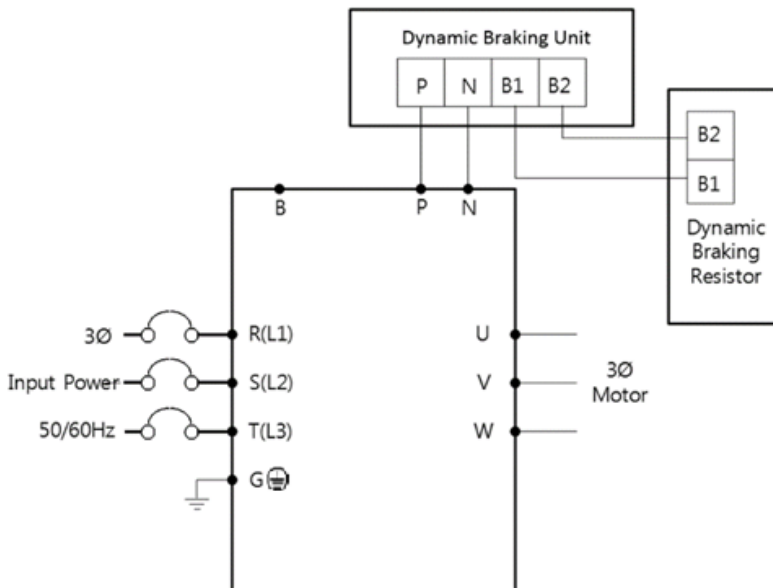 Dynamic Braking Unit
P N B1 B2
B2
B1
Dynamic
Braking
Resistor
B P N
3Ø R(L1) U
Input Power S(L2) V 3Ø
Motor
50/60Hz T(L3) W
G